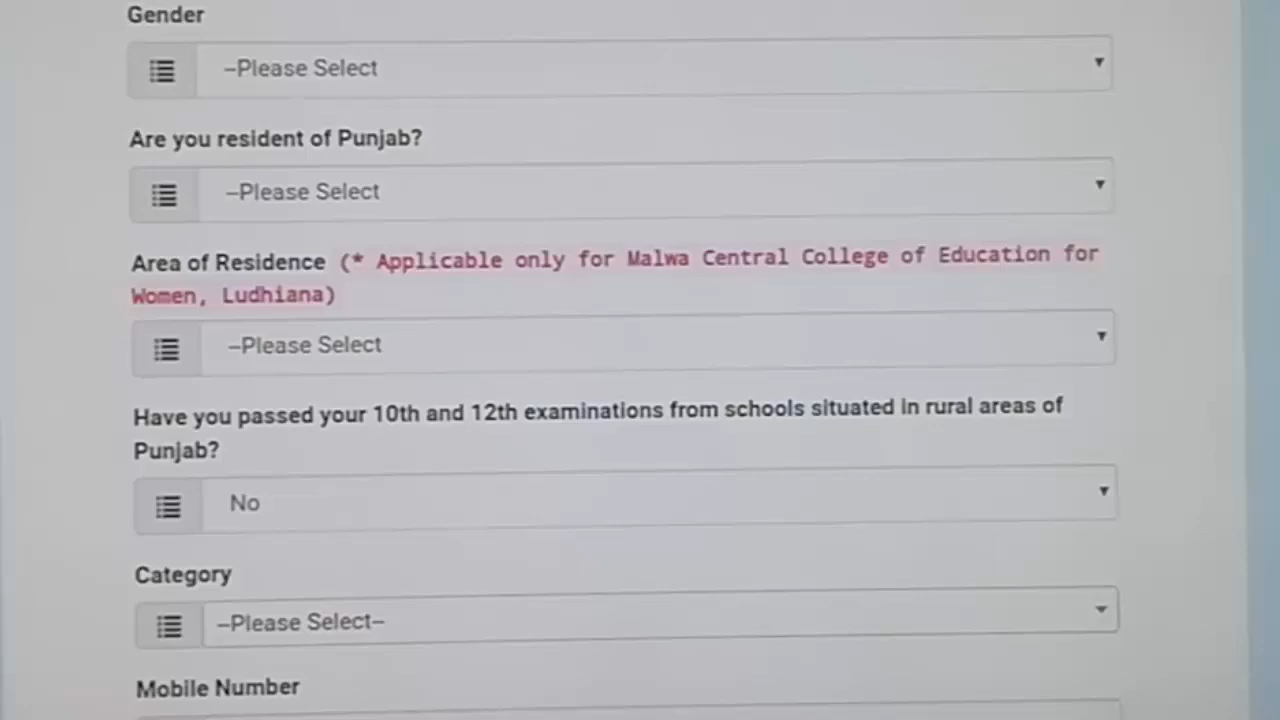 Gender
–Please Select
Are you resident of Punjab?
–Please Select
Area of Residence (* Applicable only for Malwa Central College of Education for
Women, Ludhiana)
–Please Select
Have you passed your 10th and 12th examinations from schools situated in rural areas of
Punjab?
No
Category
–Please Select–
Mobile Number